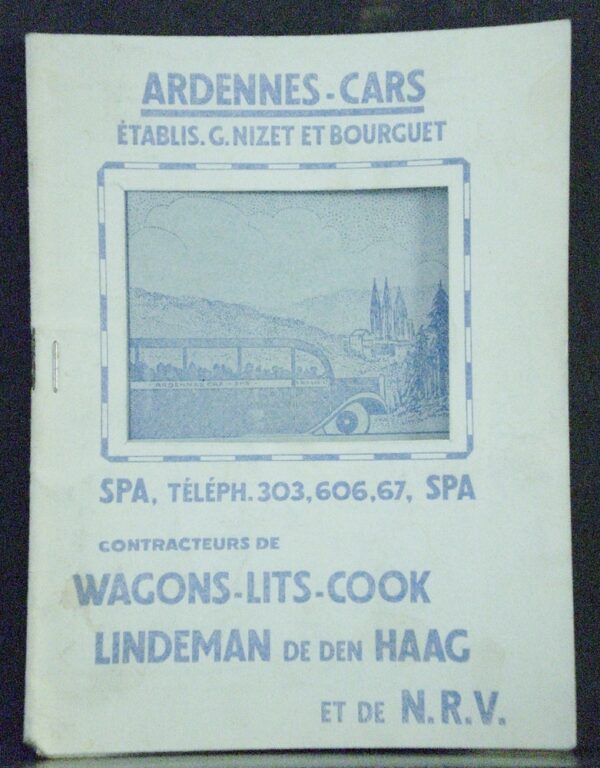 ARDENNES-CARS
ÉTABLIS. G. NIZET ET BOURGUET
SPA, TÉLÉPH. 303, 606, 67, SPA
CONTRACTEURS DE
WAGONS-LITS-COOK
LINDEMAN DE DEN HAAG
ET DE N.R.V.